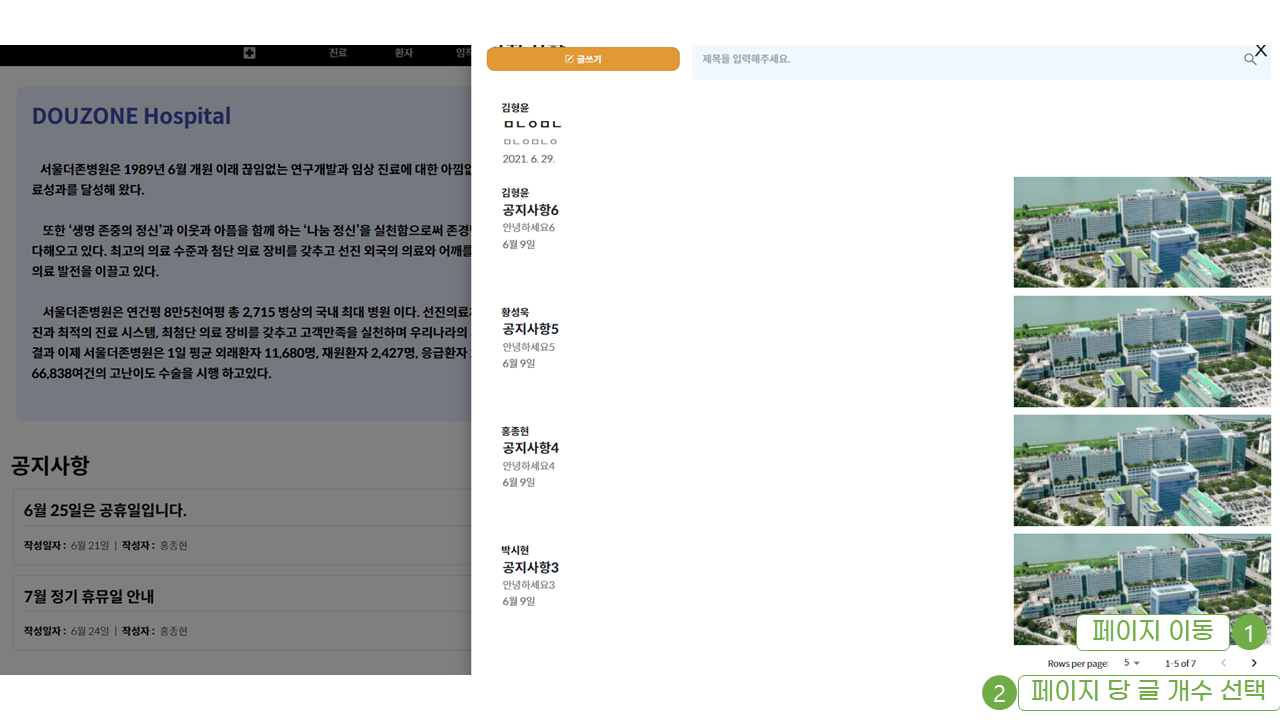 진료 환자 임직
DOUZONE Hospital
서울더존병원은 1989년 6월 개원 이래 끊임없는 연구개발과 임상 진료에 대한 아낌없
료성과를 달성해 왔다.
또한 ‘생명 존중의 정신’과 이웃과 아픔을 함께 하는 ‘나눔 정신’을 실천함으로써 존경
다해오고 있다. 최고의 의료 수준과 첨단 의료 장비를 갖추고 선진 외국의 의료와 어깨를
의료 발전을 이끌고 있다.
서울더존병원은 연건평 8만5천여평 총 2,715 병상의 국내 최대 병원 이다. 선진의료
진과 최적의 진료 시스템, 최첨단 의료 장비를 갖추고 고객만족을 실천하며 우리나라의
결과 이제 서울더존병원은 1일 평균 외래환자 11,680명, 재원환자 2,427명, 응급환자
66,838여건의 고난이도 수술을 시행 하고있다.
공지사항
6월 25일은 공휴일입니다.
작성일자 : 6월 21일 | 작성자 : 홍종현
7월 정기 휴뮤일 안내
작성일자 : 6월 24일 | 작성자 : 홍종현
글쓰기
제목을 입력해주세요.
X
김형윤
ㅁㄴㅇㅁㄴ
ㅁㄴㅇㅁㄴㅇ
2021. 6. 29.
김형윤
공지사항6
안녕하세요6
6월 9일
황성욱
공지사항5
안녕하세요5
6월 9일
홍종현
공지사항4
안녕하세요4
6월 9일
박시현
공지사항3
안녕하세요3
6월 9일
페이지 이동 1
Rows per page: 5 1-5 of 7
2 페이지 당 글 개수 선택